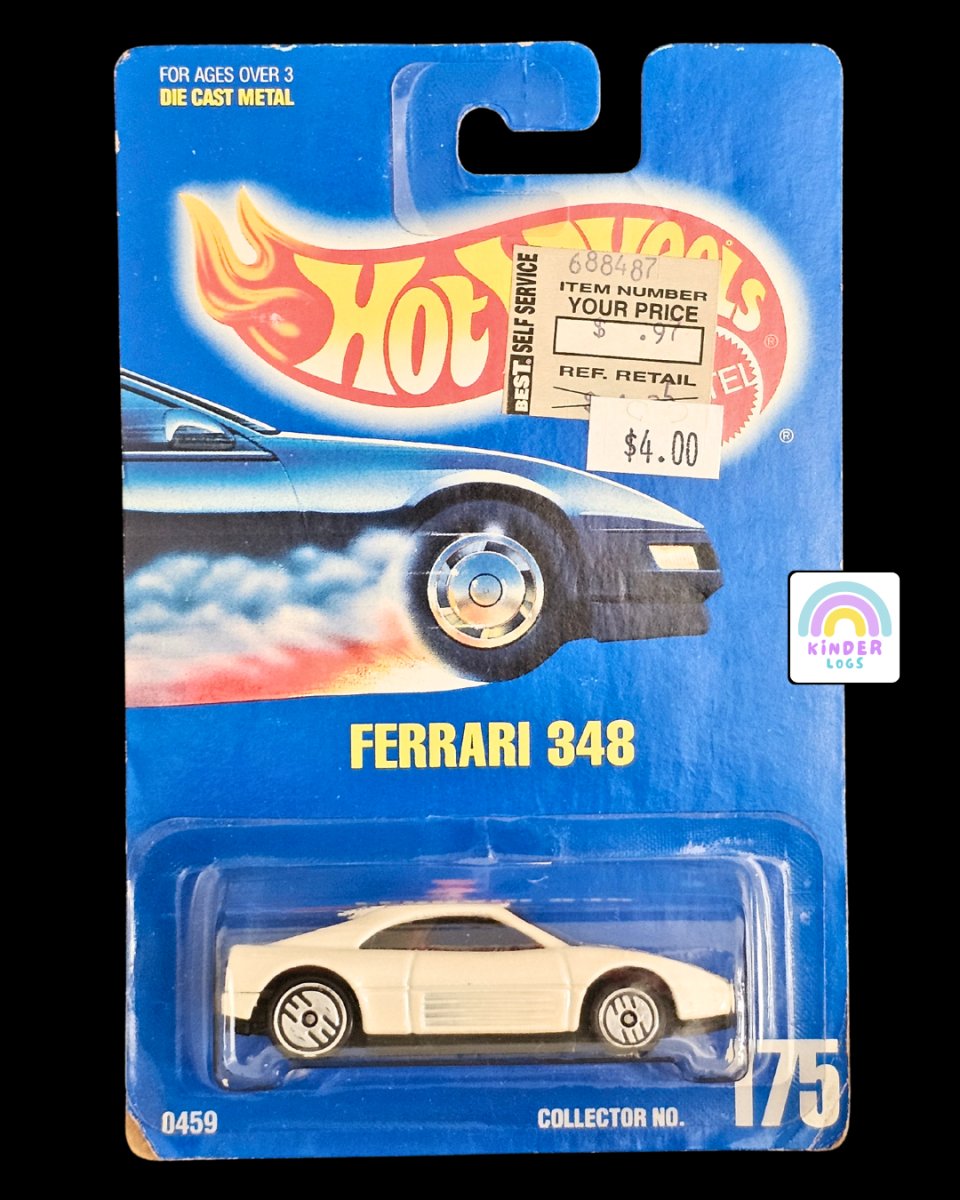 FOR AGES OVER 3
DIE CAST METAL
Hot Wheels
®
688487
ITEM NUMBER
YOUR PRICE
$ .97
REF. RETAIL
BEST. SELF SERVICE
$4.00
®
KiNDER
LOGS
FERRARI 348
0459
COLLECTOR NO.
175